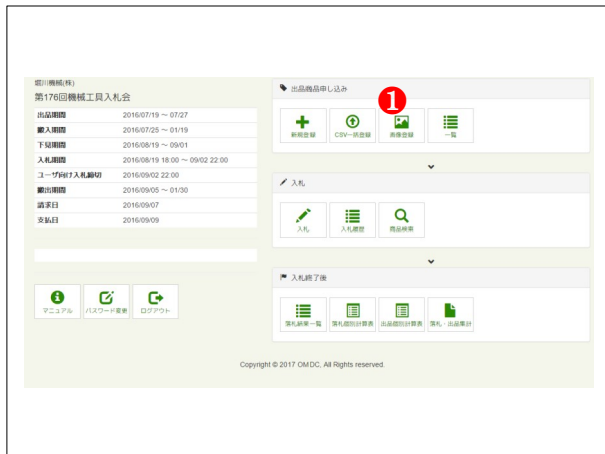 堀川機械(株)
第176回機械工具入札会
出品期間 2016/07/19 ～ 07/27
搬入期間 2016/07/25 ～ 01/19
下見期間 2016/08/19 ～ 09/01
入札期間 2016/08/19 18:00 ～ 09/02 22:00
ユーザ向け入札締切 2016/09/02 22:00
搬出期間 2016/09/05 ～ 01/30
請求日 2016/09/07
支払日 2016/09/09
マニュアル パスワード変更 ログアウト
出品商品申し込み
1
新規登録 CSV一括登録 画像登録 一覧
入札
入札 入札履歴 商品検索
入札終了後
落札結果一覧 落札個別計算表 出品個別計算表 落札・出品集計
Copyright © 2017 OMDC, All Rights reserved.